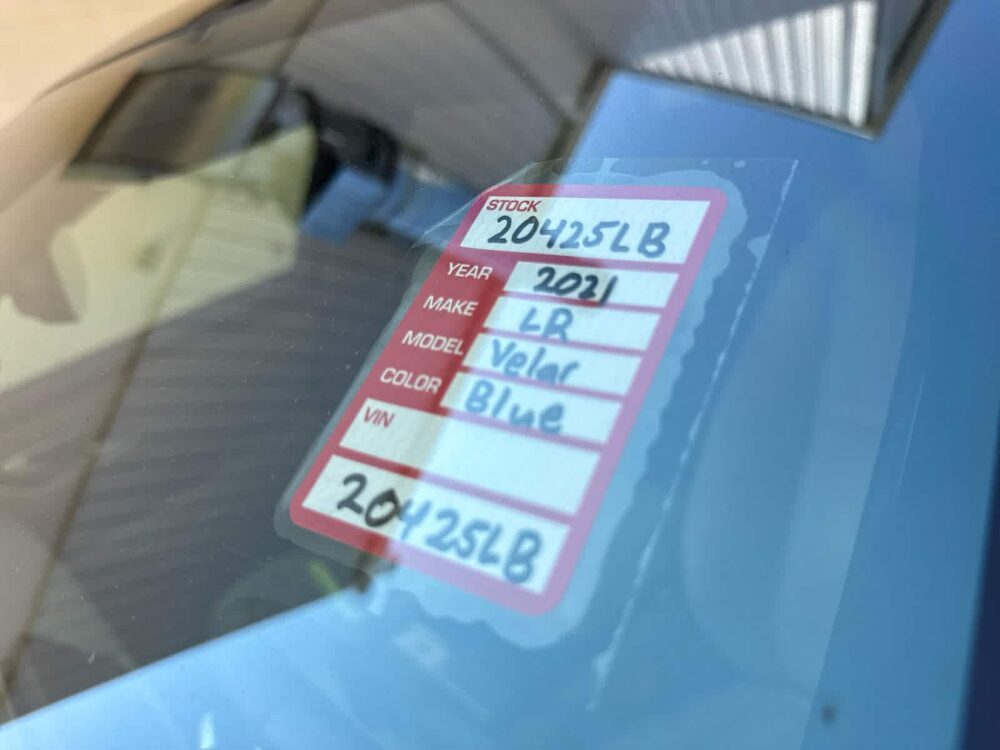 STOCK
20425LB
YEAR 2021
MAKE LR
MODEL Velar
COLOR Blue
VIN
20425LB